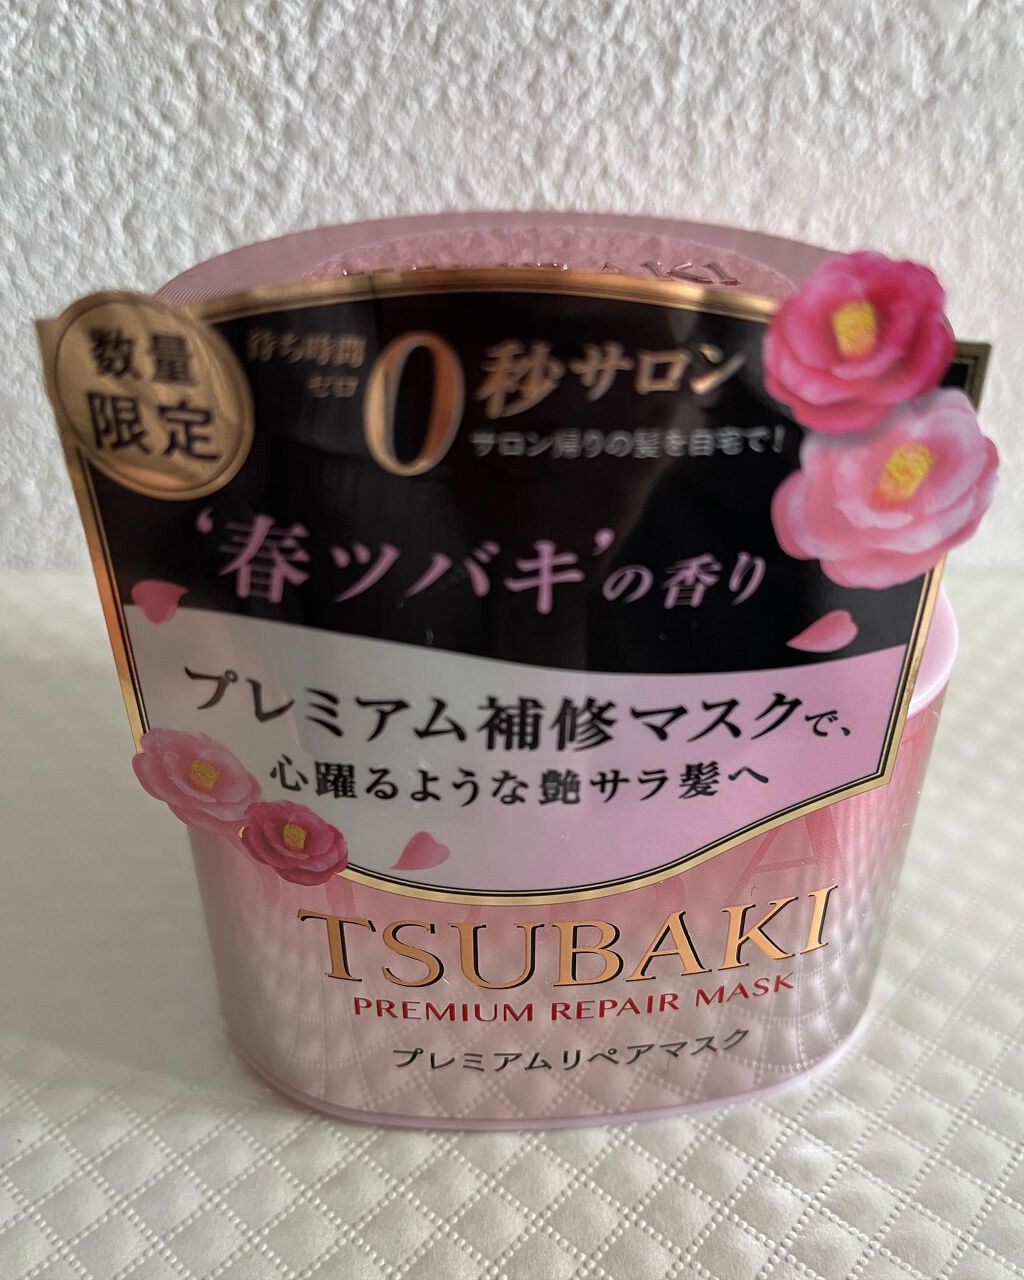 数量
限定
待ち時間
ゼロ
0秒サロン
サロン帰りの髪を自宅で!
‘春ツバキ’の香り
プレミアム補修マスクで、
心躍るような艶サラ髪へ
TSUBAKI
PREMIUM REPAIR MASK
プレミアムリペアマスク